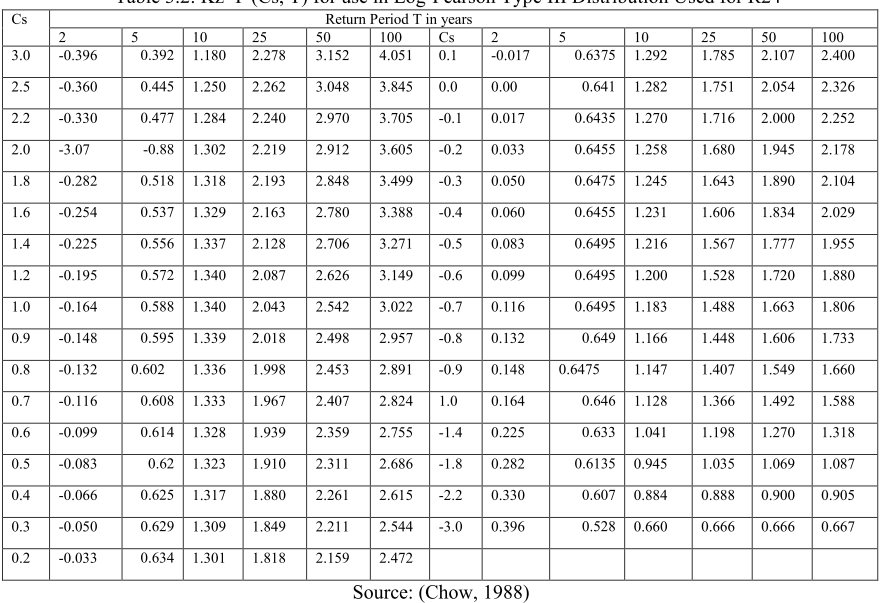 Table 3.2: Kz=F (Cs, T) for use in Log Pearson Type III Distribution Used for R24
Cs Return Period T in years
2 5 10 25 50 100 Cs 2 5 10 25 50 100
3.0 -0.396 0.392 1.180 2.278 3.152 4.051 0.1 -0.017 0.6375 1.292 1.785 2.107 2.400
2.5 -0.360 0.445 1.250 2.262 3.048 3.845 0.0 0.00 0.641 1.282 1.751 2.054 2.326
2.2 -0.330 0.477 1.284 2.240 2.970 3.705 -0.1 0.017 0.6435 1.270 1.716 2.000 2.252
2.0 -3.07 -0.88 1.302 2.219 2.912 3.605 -0.2 0.033 0.6455 1.258 1.680 1.945 2.178
1.8 -0.282 0.518 1.318 2.193 2.848 3.499 -0.3 0.050 0.6475 1.245 1.643 1.890 2.104
1.6 -0.254 0.537 1.329 2.163 2.780 3.388 -0.4 0.060 0.6455 1.231 1.606 1.834 2.029
1.4 -0.225 0.556 1.337 2.128 2.706 3.271 -0.5 0.083 0.6495 1.216 1.567 1.777 1.955
1.2 -0.195 0.572 1.340 2.087 2.626 3.149 -0.6 0.099 0.6495 1.200 1.528 1.720 1.880
1.0 -0.164 0.588 1.340 2.043 2.542 3.022 -0.7 0.116 0.6495 1.183 1.488 1.663 1.806
0.9 -0.148 0.595 1.339 2.018 2.498 2.957 -0.8 0.132 0.649 1.166 1.448 1.606 1.733
0.8 -0.132 0.602 1.336 1.998 2.453 2.891 -0.9 0.148 0.6475 1.147 1.407 1.549 1.660
0.7 -0.116 0.608 1.333 1.967 2.407 2.824 1.0 0.164 0.646 1.128 1.366 1.492 1.588
0.6 -0.099 0.614 1.328 1.939 2.359 2.755 -1.4 0.225 0.633 1.041 1.198 1.270 1.318
0.5 -0.083 0.62 1.323 1.910 2.311 2.686 -1.8 0.282 0.6135 0.945 1.035 1.069 1.087
0.4 -0.066 0.625 1.317 1.880 2.261 2.615 -2.2 0.330 0.607 0.884 0.888 0.900 0.905
0.3 -0.050 0.629 1.309 1.849 2.211 2.544 -3.0 0.396 0.528 0.660 0.666 0.666 0.667
0.2 -0.033 0.634 1.301 1.818 2.159 2.472
Source: (Chow, 1988)